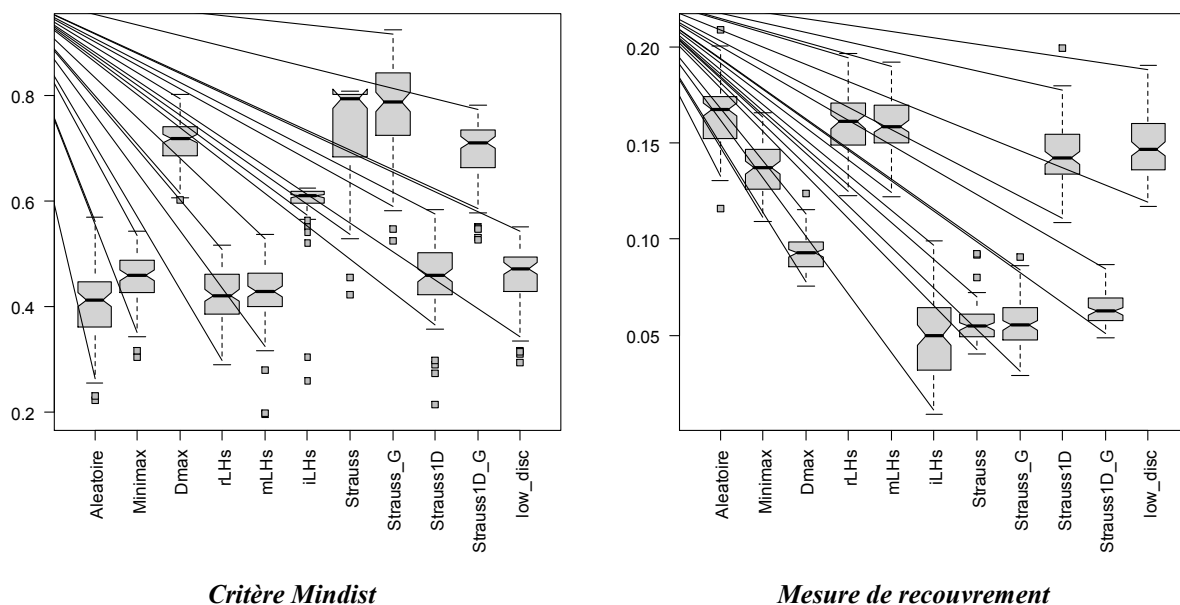 0.8
0.6
0.4
0.2
Aleatoire
Minimax
Dmax
rLHs
mLHs
iLHs
Strauss
Strauss_G
Strauss1D
Strauss1D_G
low_disc
Critère Mindist
0.20
0.15
0.10
0.05
Aleatoire
Minimax
Dmax
rLHs
mLHs
iLHs
Strauss
Strauss_G
Strauss1D
Strauss1D_G
low_disc
Mesure de recouvrement